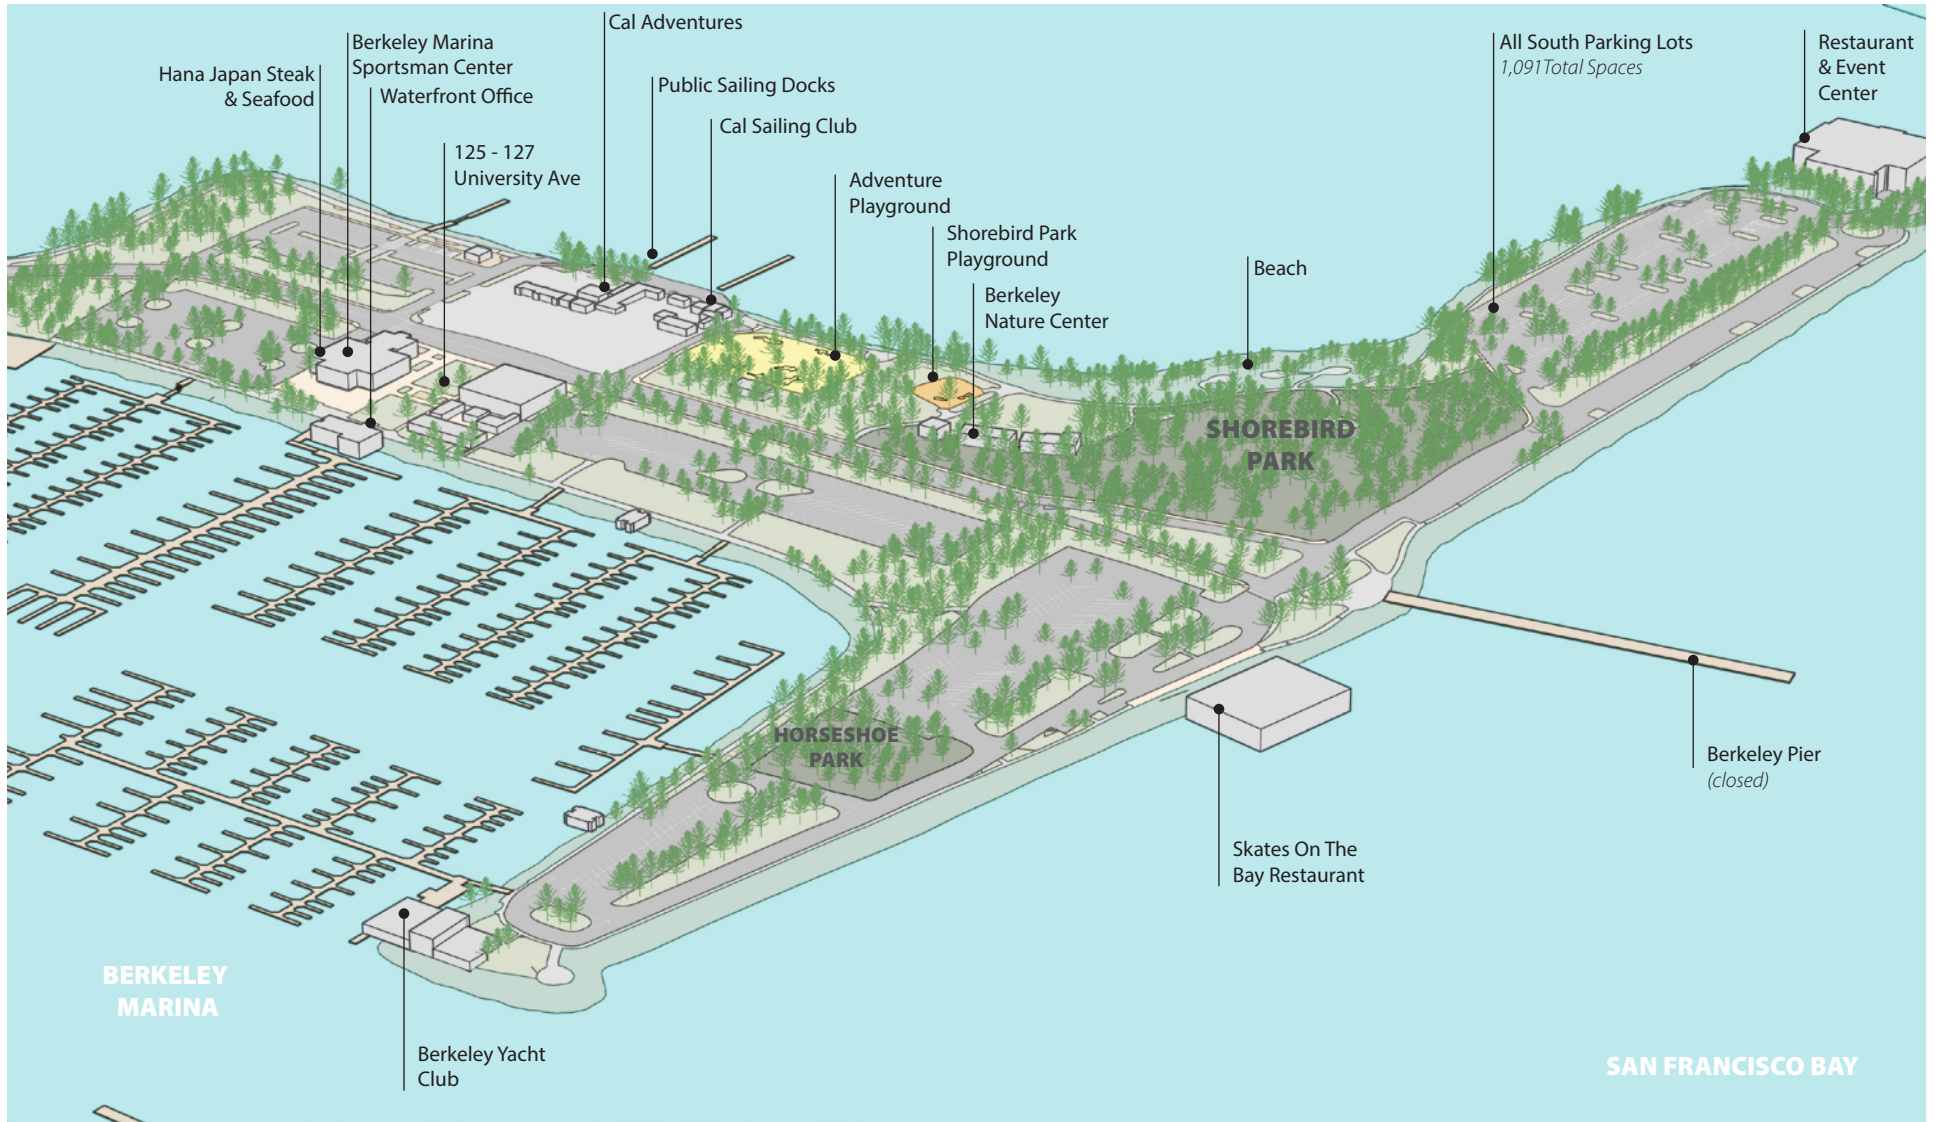 Cal Adventures
Berkeley Marina
Sportsman Center
Hana Japan Steak
& Seafood
Waterfront Office
Public Sailing Docks
Cal Sailing Club
125 - 127
University Ave
Adventure
Playground
Shorebird Park
Playground
Berkeley
Nature Center
Beach
All South Parking Lots
1,091Total Spaces
Restaurant
& Event
Center
SHOREBIRD
PARK
HORSESHOE
PARK
Berkeley Pier
(closed)
Skates On The
Bay Restaurant
BERKELEY
MARINA
Berkeley Yacht
Club
SAN FRANCISCO BAY